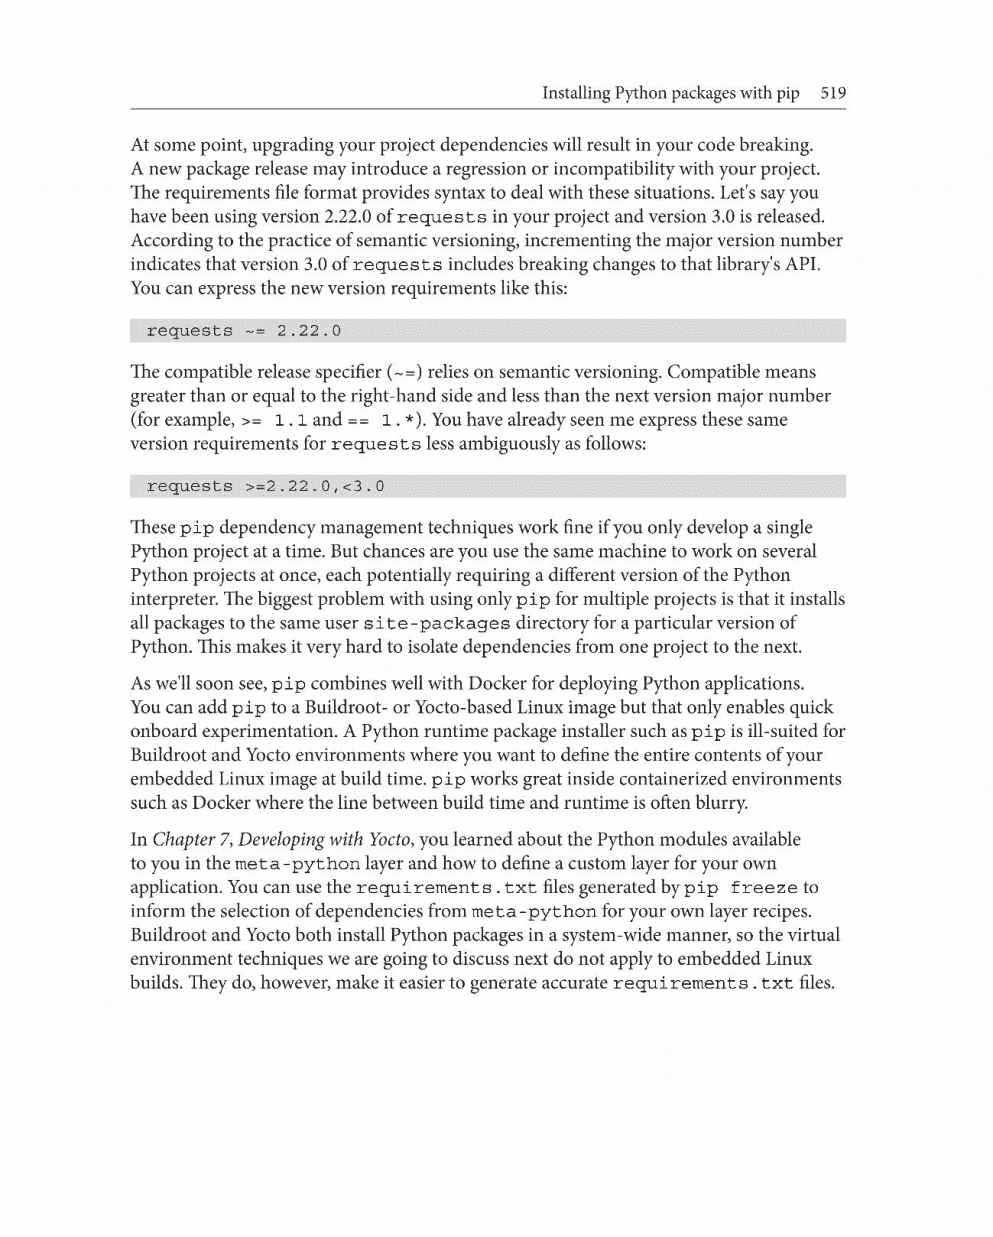 Installing Python packages with pip 519
At some point, upgrading your project dependencies will result in your code breaking.
A new package release may introduce a regression or incompatibility with your project.
The requirements file format provides syntax to deal with these situations. Let's say you
have been using version 2.22.0 of requests in your project and version 3.0 is released.
According to the practice of semantic versioning, incrementing the major version number
indicates that version 3.0 of requests includes breaking changes to that library's API.
You can express the new version requirements like this:
requests ~= 2.22.0
The compatible release specifier (~=) relies on semantic versioning. Compatible means
greater than or equal to the right-hand side and less than the next version major number
(for example, >= 1.1 and == 1.*). You have already seen me express these same
version requirements for requests less ambiguously as follows:
requests >=2.22.0,<3.0
These pip dependency management techniques work fine if you only develop a single
Python project at a time. But chances are you use the same machine to work on several
Python projects at once, each potentially requiring a different version of the Python
interpreter. The biggest problem with using only pip for multiple projects is that it installs
all packages to the same user site-packages directory for a particular version of
Python. This makes it very hard to isolate dependencies from one project to the next.
As we'll soon see, pip combines well with Docker for deploying Python applications.
You can add pip to a Buildroot- or Yocto-based Linux image but that only enables quick
onboard experimentation. A Python runtime package installer such as pip is ill-suited for
Buildroot and Yocto environments where you want to define the entire contents of your
embedded Linux image at build time. pip works great inside containerized environments
such as Docker where the line between build time and runtime is often blurry.
In Chapter 7, Developing with Yocto, you learned about the Python modules available
to you in the meta-python layer and how to define a custom layer for your own
application. You can use the requirements.txt files generated by pip freeze to
inform the selection of dependencies from meta-python for your own layer recipes.
Buildroot and Yocto both install Python packages in a system-wide manner, so the virtual
environment techniques we are going to discuss next do not apply to embedded Linux
builds. They do, however, make it easier to generate accurate requirements.txt files.